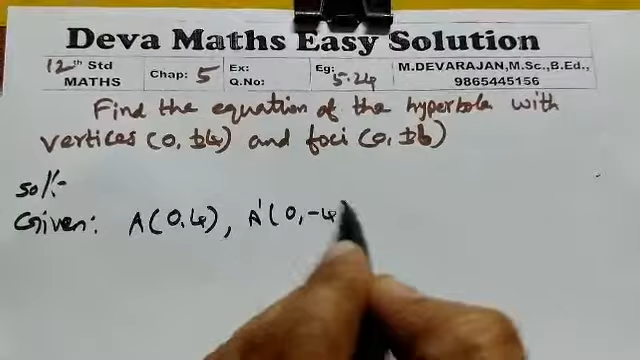 Deva Maths Easy Solution
12th Std MATHS
Chap: 5
Ex: Q.No:
Eg: 5.24
M.DEVARAJAN,M.Sc.,B.Ed., 9865445156
Find the equation of the hyperbola with
vertices (0, ±4) and foci (0, ±6)
Sol:-
Given: A(0,4), A'(0,-4